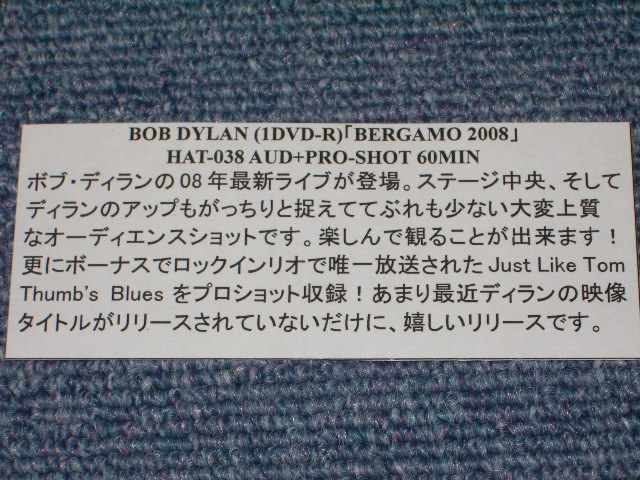 BOB DYLAN (1DVD-R)「BERGAMO 2008」
HAT-038 AUD+PRO-SHOT 60MIN
ボブ・ディランの 08 年最新ライブが登場。ステージ中央、そして
ディランのアップもがっちりと捉えててぶれも少ない大変上質
なオーディエンスショットです。楽しんで観ることが出来ます！
更にボーナスでロックインリオで唯一放送された Just Like Tom
Thumb's Blues をプロショット収録！あまり最近ディランの映像
タイトルがリリースされていないだけに、嬉しいリリースです。